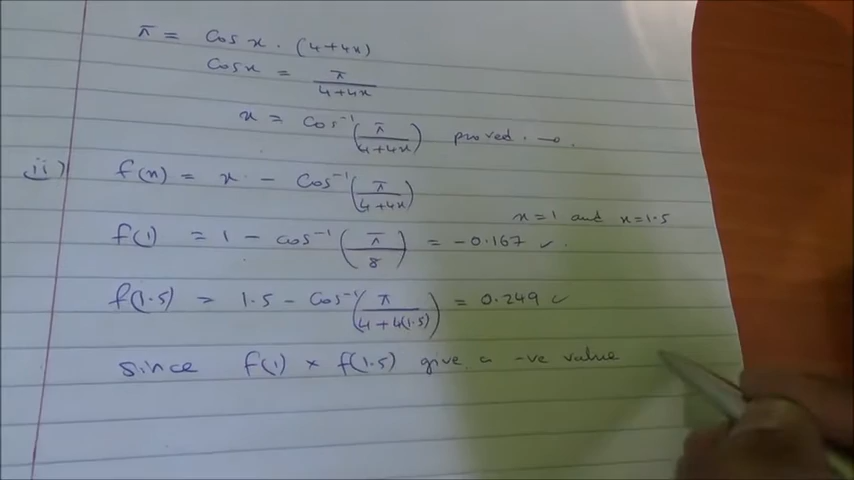 π = cos x . (4+4x)
cos x = π/(4+4x)
x = cos⁻¹(π/(4+4x)) proved.
ii) f(x) = x - cos⁻¹(π/(4+4x))
x=1 and x=1.5
f(1) = 1 - cos⁻¹(π/8) = -0.167 ✓.
f(1.5) = 1.5 - cos⁻¹(π/(4+4(1.5))) = 0.249 ✓
since f(1) × f(1.5) give a -ve value